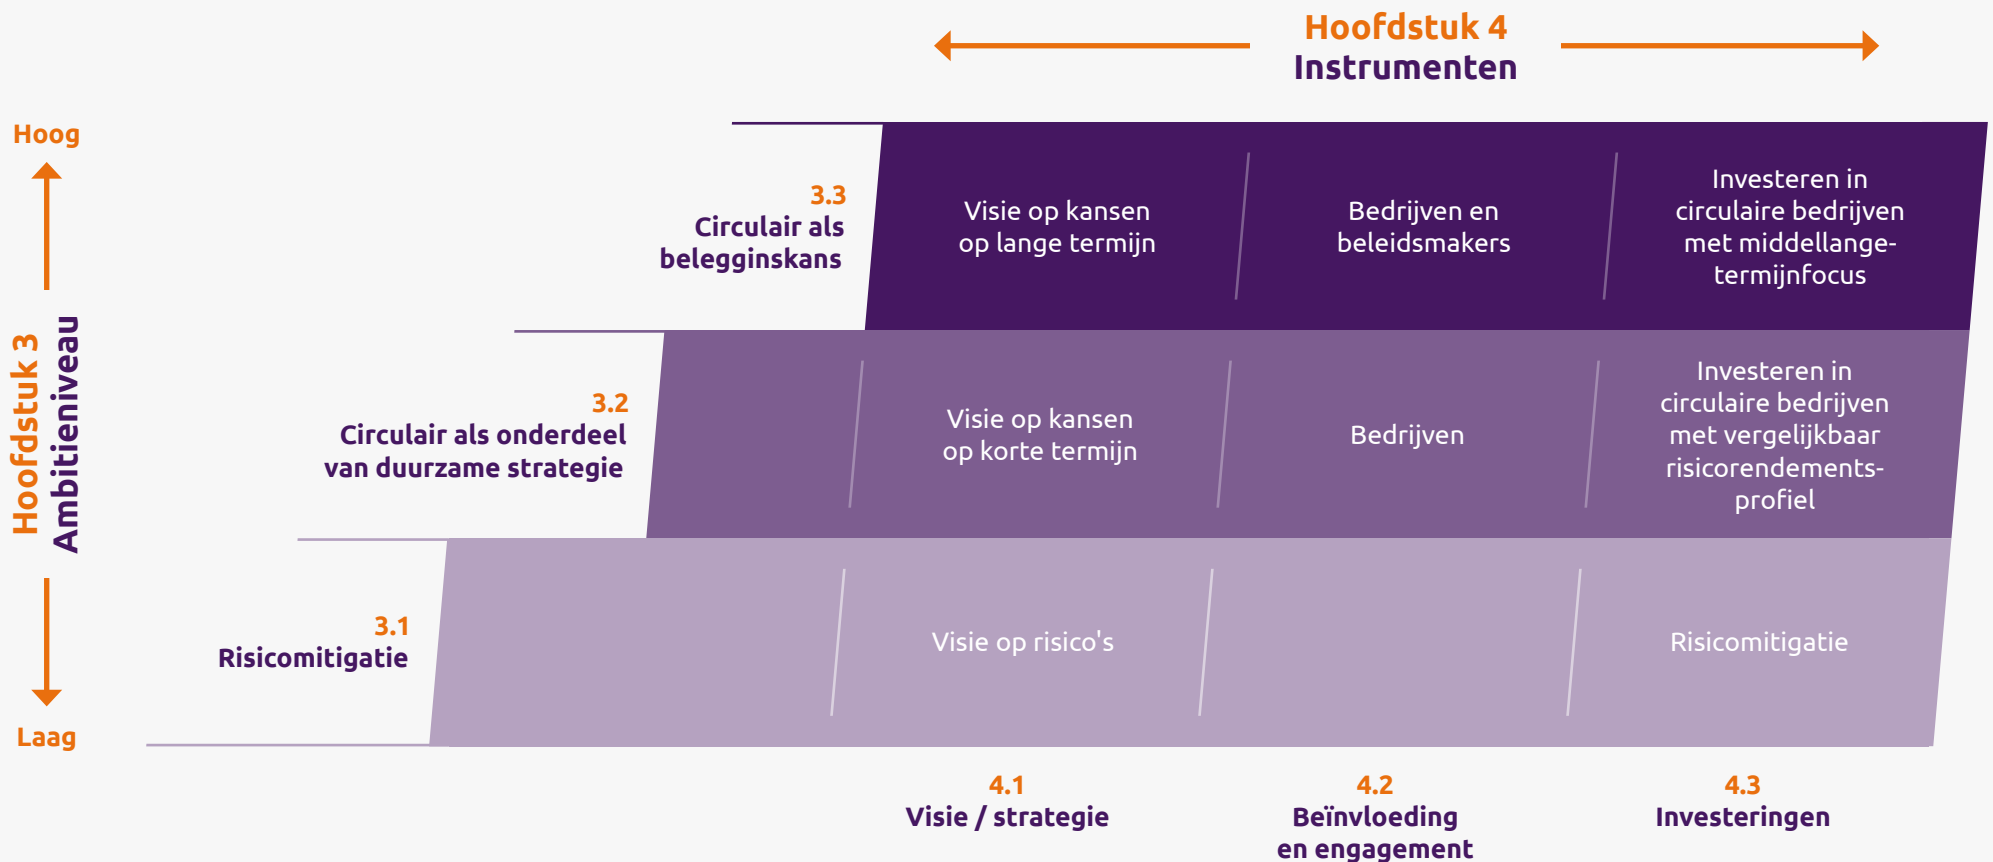 Hoofdstuk 4
Instrumenten
Hoog
Hoofdstuk 3
Ambitieniveau
Laag
3.3
Circulair als
belegginskans
Visie op kansen
op lange termijn
Bedrijven en
beleidsmakers
Investeren in
circulaire bedrijven
met middellange-
termijnfocus
3.2
Circulair als onderdeel
van duurzame strategie
Visie op kansen
op korte termijn
Bedrijven
Investeren in
circulaire bedrijven
met vergelijkbaar
risicorendements-
profiel
3.1
Risicomitigatie
Visie op risico's
Risicomitigatie
4.1
Visie / strategie
4.2
Beïnvloeding
en engagement
4.3
Investeringen